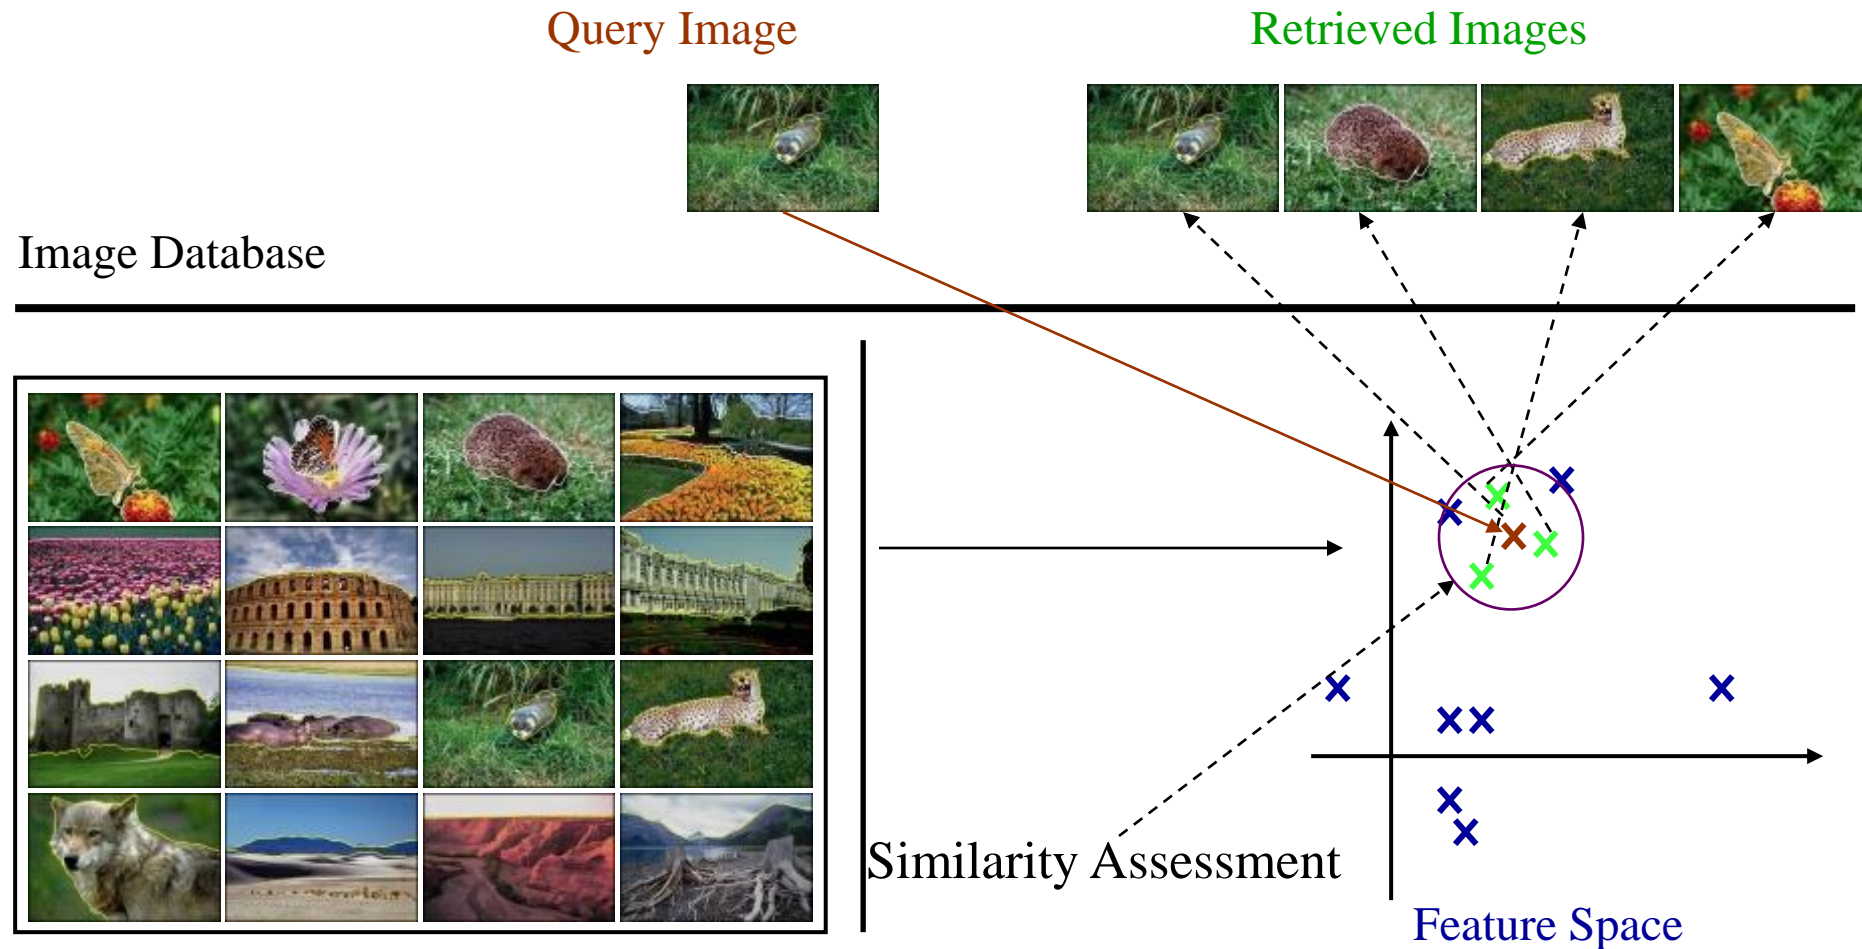 Query Image
Retrieved Images
Image Database
Similarity Assessment
Feature Space